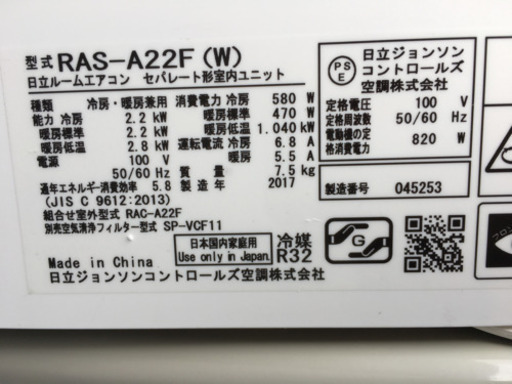 型式 RAS-A22F (W)
日立ルームエアコン セパレート形室内ユニット
種類 冷房・暖房兼用
能力 冷房 2.2 kW
暖房標準 2.2 kW
暖房低温 2.8 kW
電源 100 V
50/60 Hz
通年エネルギー消費効率 5.8
(JIS C 9612:2013)
組合せ室外型式 RAC-A22F
別売空気清浄フィルター型式 SP-VCF11
消費電力 冷房 580 W
暖房標準 470 W
暖房低温 1.040 kW
運転電流 冷房 6.8 A
暖房 5.5 A
質量 7.5 kg
製造年 2017
PS
E
日立ジョンソン
コントロールズ
空調株式会社
定格電圧 100 V
定格周波数 50/60 Hz
電動機の定
格消費電力 820 W
製造番号 045253
日本国内家庭用
Use only in Japan.
冷媒
R32
G
Made in China
日立ジョンソンコントロールズ空調株式会社